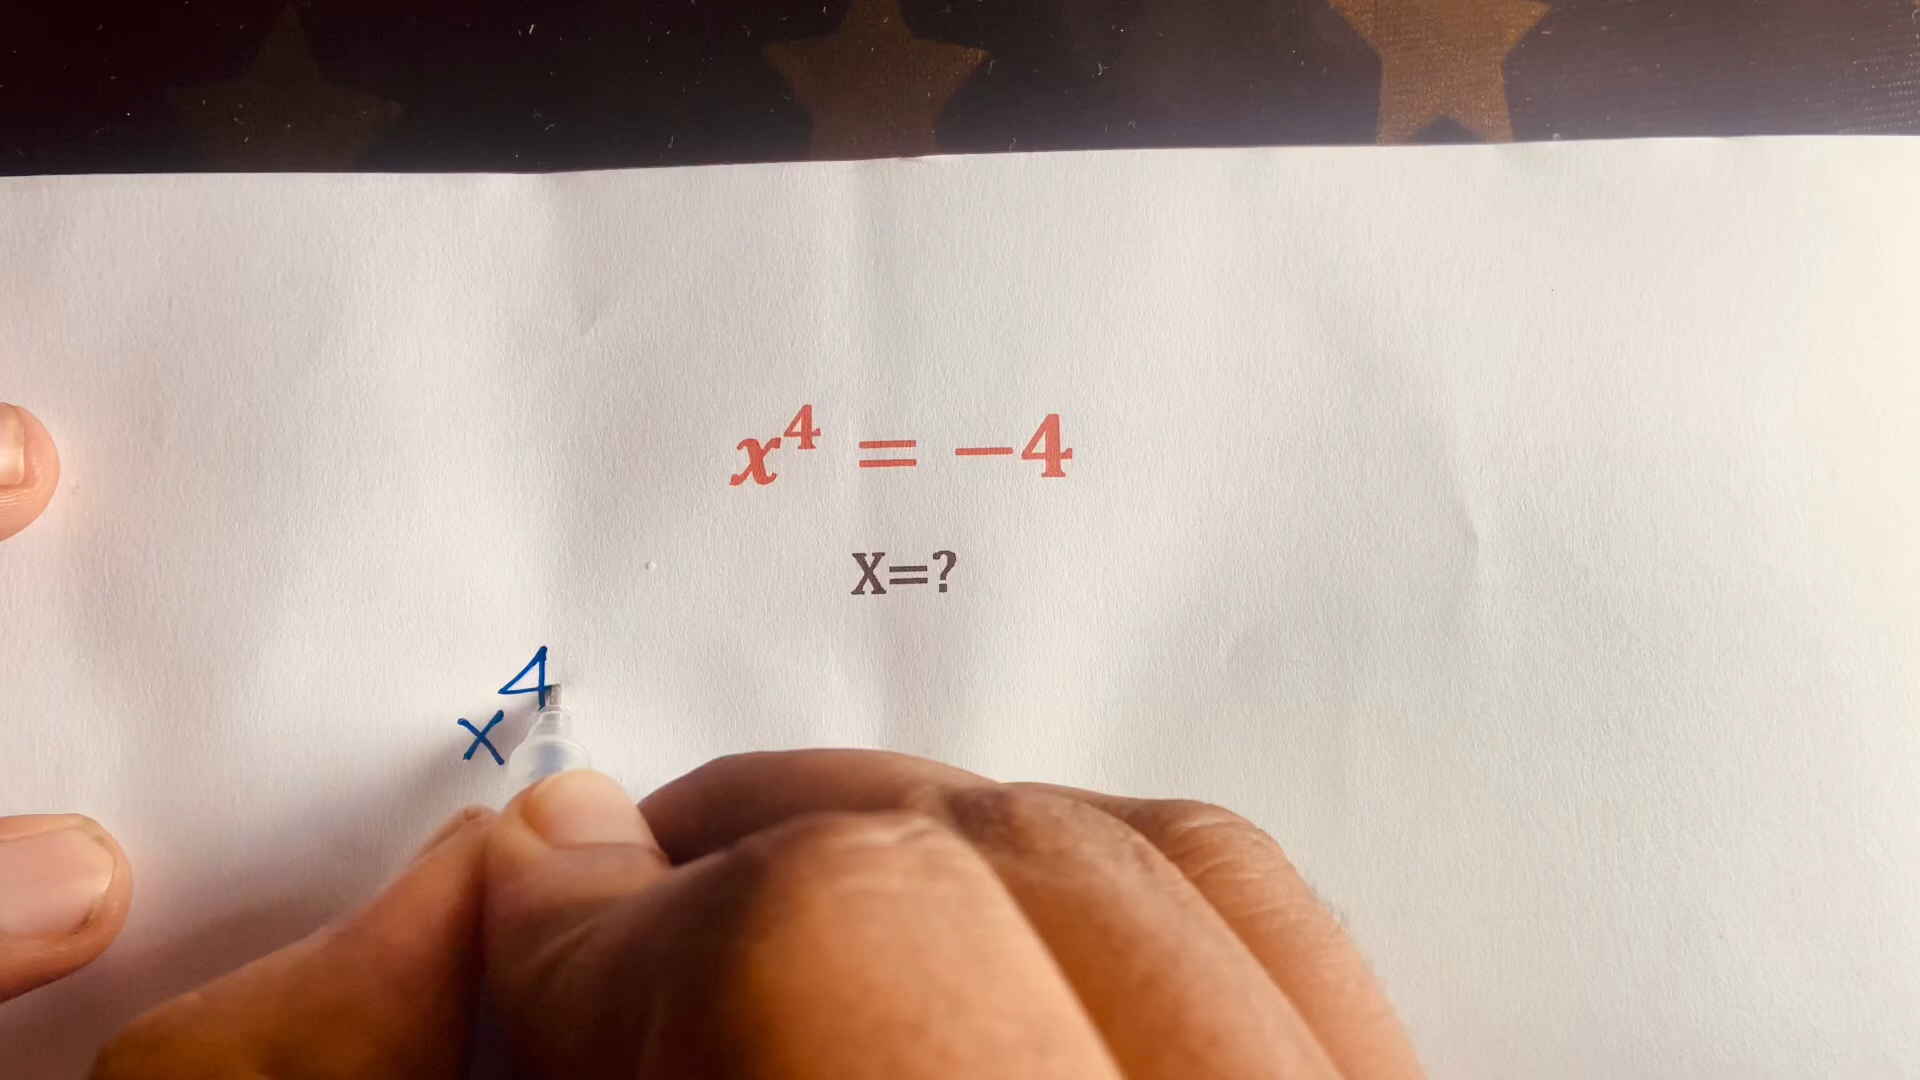 x⁴ = −4
X=?
x⁴